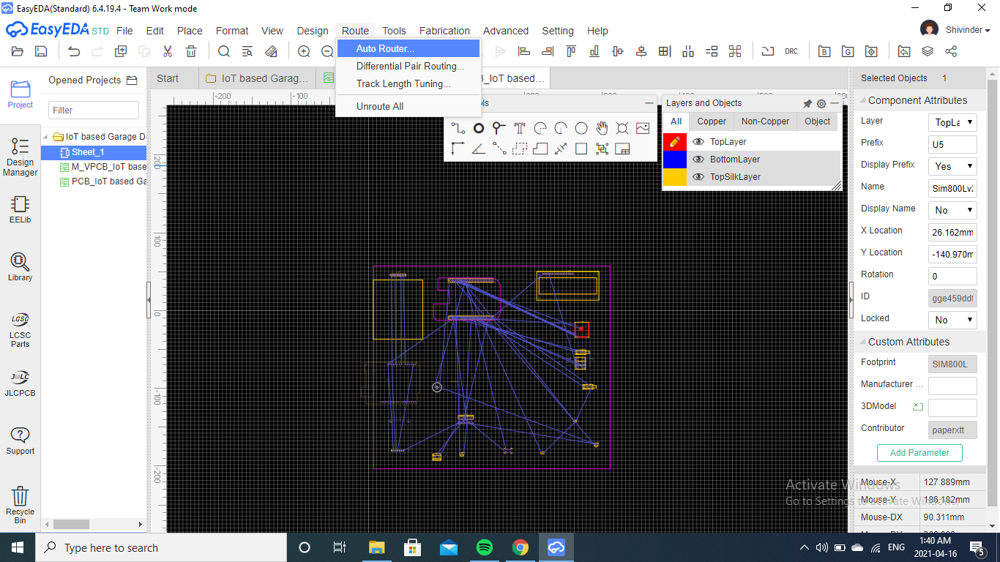 EasyEDA(Standard) 6.4.19.4 - Team Work mode
EasyEDA STD File Edit Place Format View Design Route Tools Fabrication Advanced Setting Help Shivinder
DRC B G
Auto Router...
Differential Pair Routing...
Track Length Tuning...
Unroute All
Project
Design
Manager
EELib
Library
LCSC
LCSC
Parts
J@LC
JLCPCB
Support
Recycle
Bin
Opened Projects
Filter
IoT based Garage D
Sheet_1
M_VPCB_IoT base
PCB_IoT based Ga
Start IoT based Garag... B_IoT based...
-200 -100
200
100
0
-100
-200
ols
Layers and Objects
All Copper Non-Copper Object
TopLayer
BottomLayer
TopSilkLayer
Selected Objects 1
Component Attributes
Layer TopLa
Prefix U5
Display Prefix Yes
Name Sim800Lv.
Display Name No
X Location 26.162mm
Y Location -140.970m
Rotation 0
ID gge459ddf
Locked No
Custom Attributes
Footprint SIM800L
Manufacturer ...
3DModel
Contributor paperxtt
Add Parameter
Mouse-X 127.889mm
Mouse-Y 186.182mm
Mouse-DX 90.311mm
Activate Windows
Go to Settings to activate Windows.
Type here to search
ENG
1:40 AM
2021-04-16
5